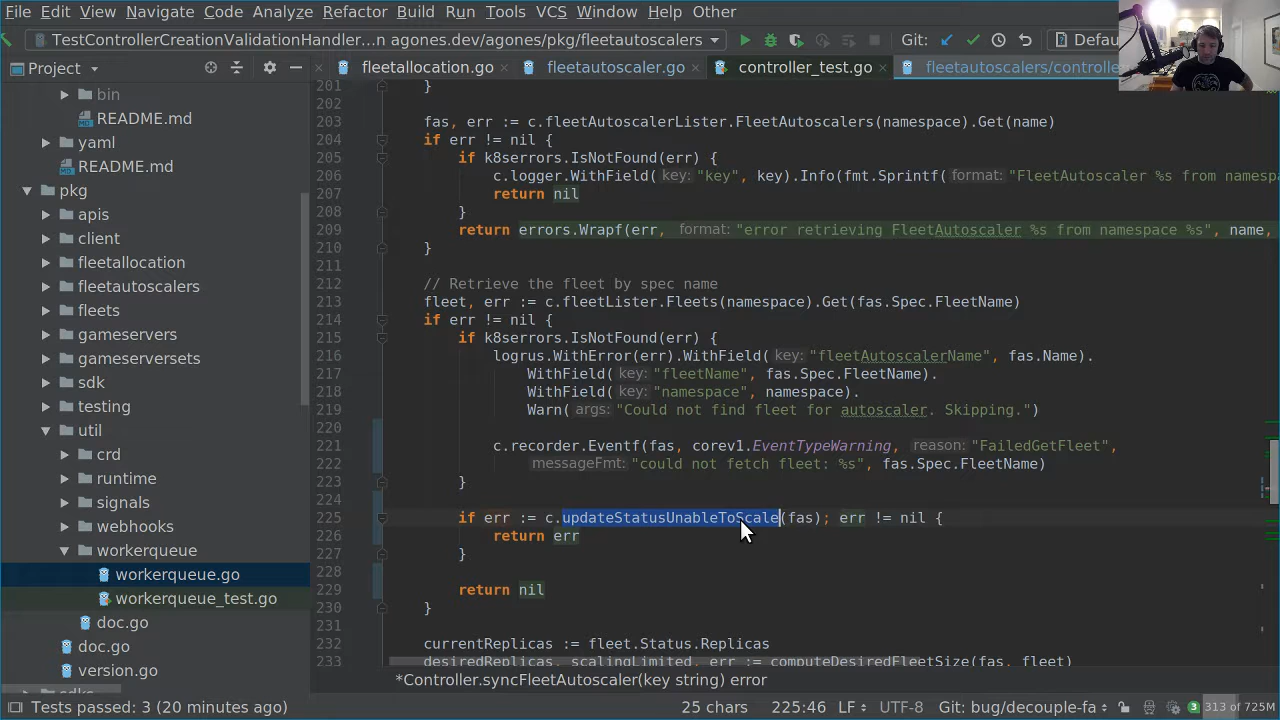 File Edit View Navigate Code Analyze Refactor Build Run Tools VCS Window Help Other
TestControllerCreationValidationHandler...n agones.dev/agones/pkg/fleetautoscalers Git: Defau
Project fleetallocation.go fleetautoscaler.go controller_test.go fleetautoscalers/controlle
bin
README.md
yaml
README.md
pkg
apis
client
fleetallocation
fleetautoscalers
fleets
gameservers
gameserversets
sdk
testing
util
crd
runtime
signals
webhooks
workerqueue
workerqueue.go
workerqueue_test.go
doc.go
doc.go
version.go
201 }
202
203 fas, err := c.fleetAutoscalerLister.FleetAutoscalers(namespace).Get(name)
204 if err != nil {
205 if k8serrors.IsNotFound(err) {
206 c.logger.WithField( key: "key", key).Info(fmt.Sprintf( format: "FleetAutoscaler %s from namesp
207 return nil
208 }
209 return errors.Wrapf(err, format: "error retrieving FleetAutoscaler %s from namespace %s", name,
210 }
211
212 // Retrieve the fleet by spec name
213 fleet, err := c.fleetLister.Fleets(namespace).Get(fas.Spec.FleetName)
214 if err != nil {
215 if k8serrors.IsNotFound(err) {
216 logrus.WithError(err).WithField( key: "fleetAutoscalerName", fas.Name).
217 WithField( key: "fleetName", fas.Spec.FleetName).
218 WithField( key: "namespace", namespace).
219 Warn( args: "Could not find fleet for autoscaler. Skipping.")
220
221 c.recorder.Eventf(fas, corev1.EventTypeWarning, reason: "FailedGetFleet",
222 messageFmt: "could not fetch fleet: %s", fas.Spec.FleetName)
223 }
224
225 if err := c.updateStatusUnableToScale(fas); err != nil {
226 return err
227 }
228
229 return nil
230 }
231
232 currentReplicas := fleet.Status.Replicas
233 desiredReplicas, scalingLimited, err := computeDesiredFleetSize(fas, fleet)
*Controller.syncFleetAutoscaler(key string) error
Tests passed: 3 (20 minutes ago) 25 chars 225:46 LF UTF-8 Git: bug/decouple-fa 3 313 of 725M